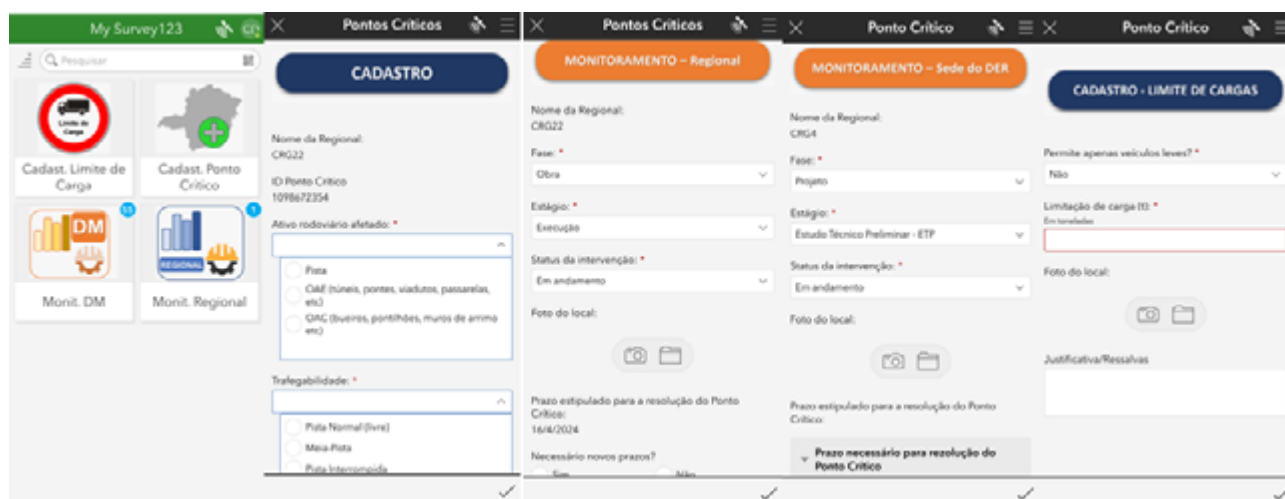 My Survey123
Pesquisar
Limite de
Carga
Cadast. Limite de
Carga
Cadast. Ponto
Crítico
55
DM
1
REGIONAL
Monit. DM
Monit. Regional
Pontos Críticos
CADASTRO
Nome da Regional:
CRG22
ID Ponto Crítico
1098672354
Ativo rodoviário afetado: *
Pista
OAE (túneis, pontes, viadutos, passarelas,
etc)
OAC (bueiros, pontilhões, muros de arrimo
etc)
Trafegabilidade: *
Pista Normal (livre)
Meia-Pista
Pista Interrompida
Pontos Críticos
MONITORAMENTO – Regional
Nome da Regional:
CRG22
Fase: *
Obra
Estágio: *
Execução
Status da intervenção: *
Em andamento
Foto do local:
Prazo estipulado para a resolução do Ponto
Crítico:
16/4/2024
Necessário novos prazos?
Sim Não
Ponto Crítico
MONITORAMENTO – Sede do DER
Nome da Regional:
CRG4
Fase: *
Projeto
Estágio: *
Estudo Técnico Preliminar - ETP
Status da intervenção: *
Em andamento
Foto do local:
Prazo estipulado para a resolução do Ponto
Crítico:
Prazo necessário para rezolução do
Ponto Crítico
Ponto Crítico
CADASTRO - LIMITE DE CARGAS
Permite apenas veículos leves? *
Não
Limitação de carga (t): *
Em toneladas
Foto do local:
Justificativa/Ressalvas